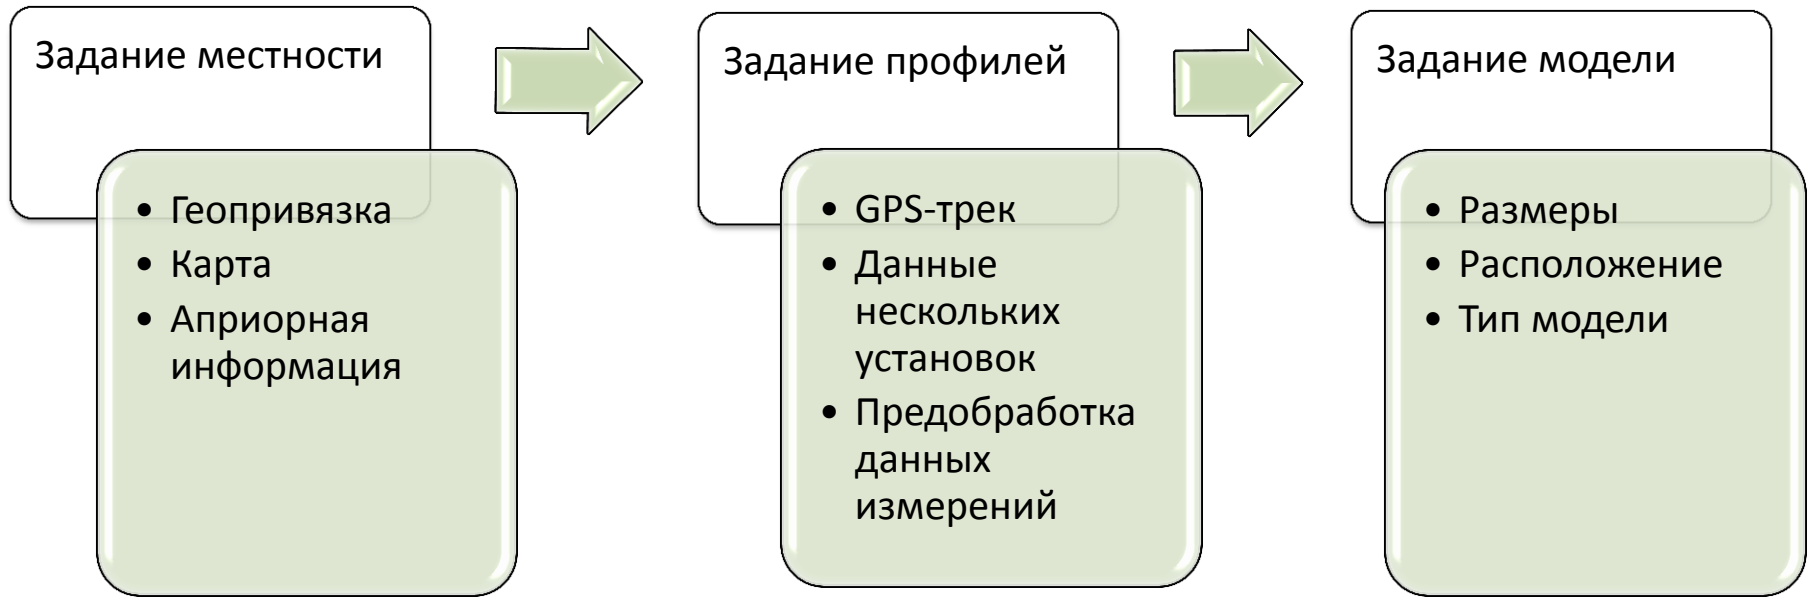 Задание местности
• Геопривязка
• Карта
• Априорная
информация
Задание профилей
• GPS-трек
• Данные
нескольких
установок
• Предобработка
данных
измерений
Задание модели
• Размеры
• Расположение
• Тип модели